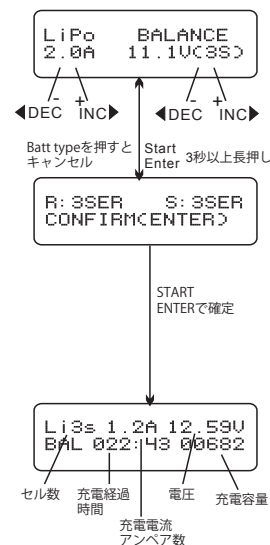 LiPo BALANCE
2.0A 11.1V(3S)
- + - +
◀DEC INC▶ ◀DEC INC▶
Batt typeを押すと
キャンセル
Start
Enter
3秒以上長押し
R:3SER S:3SER
CONFIRM(ENTER)
START
ENTERで確定
Li3s 1.2A 12.59V
BAL 022:43 00682
セル数
充電経過
時間
電圧
充電容量
充電電流
アンペア数